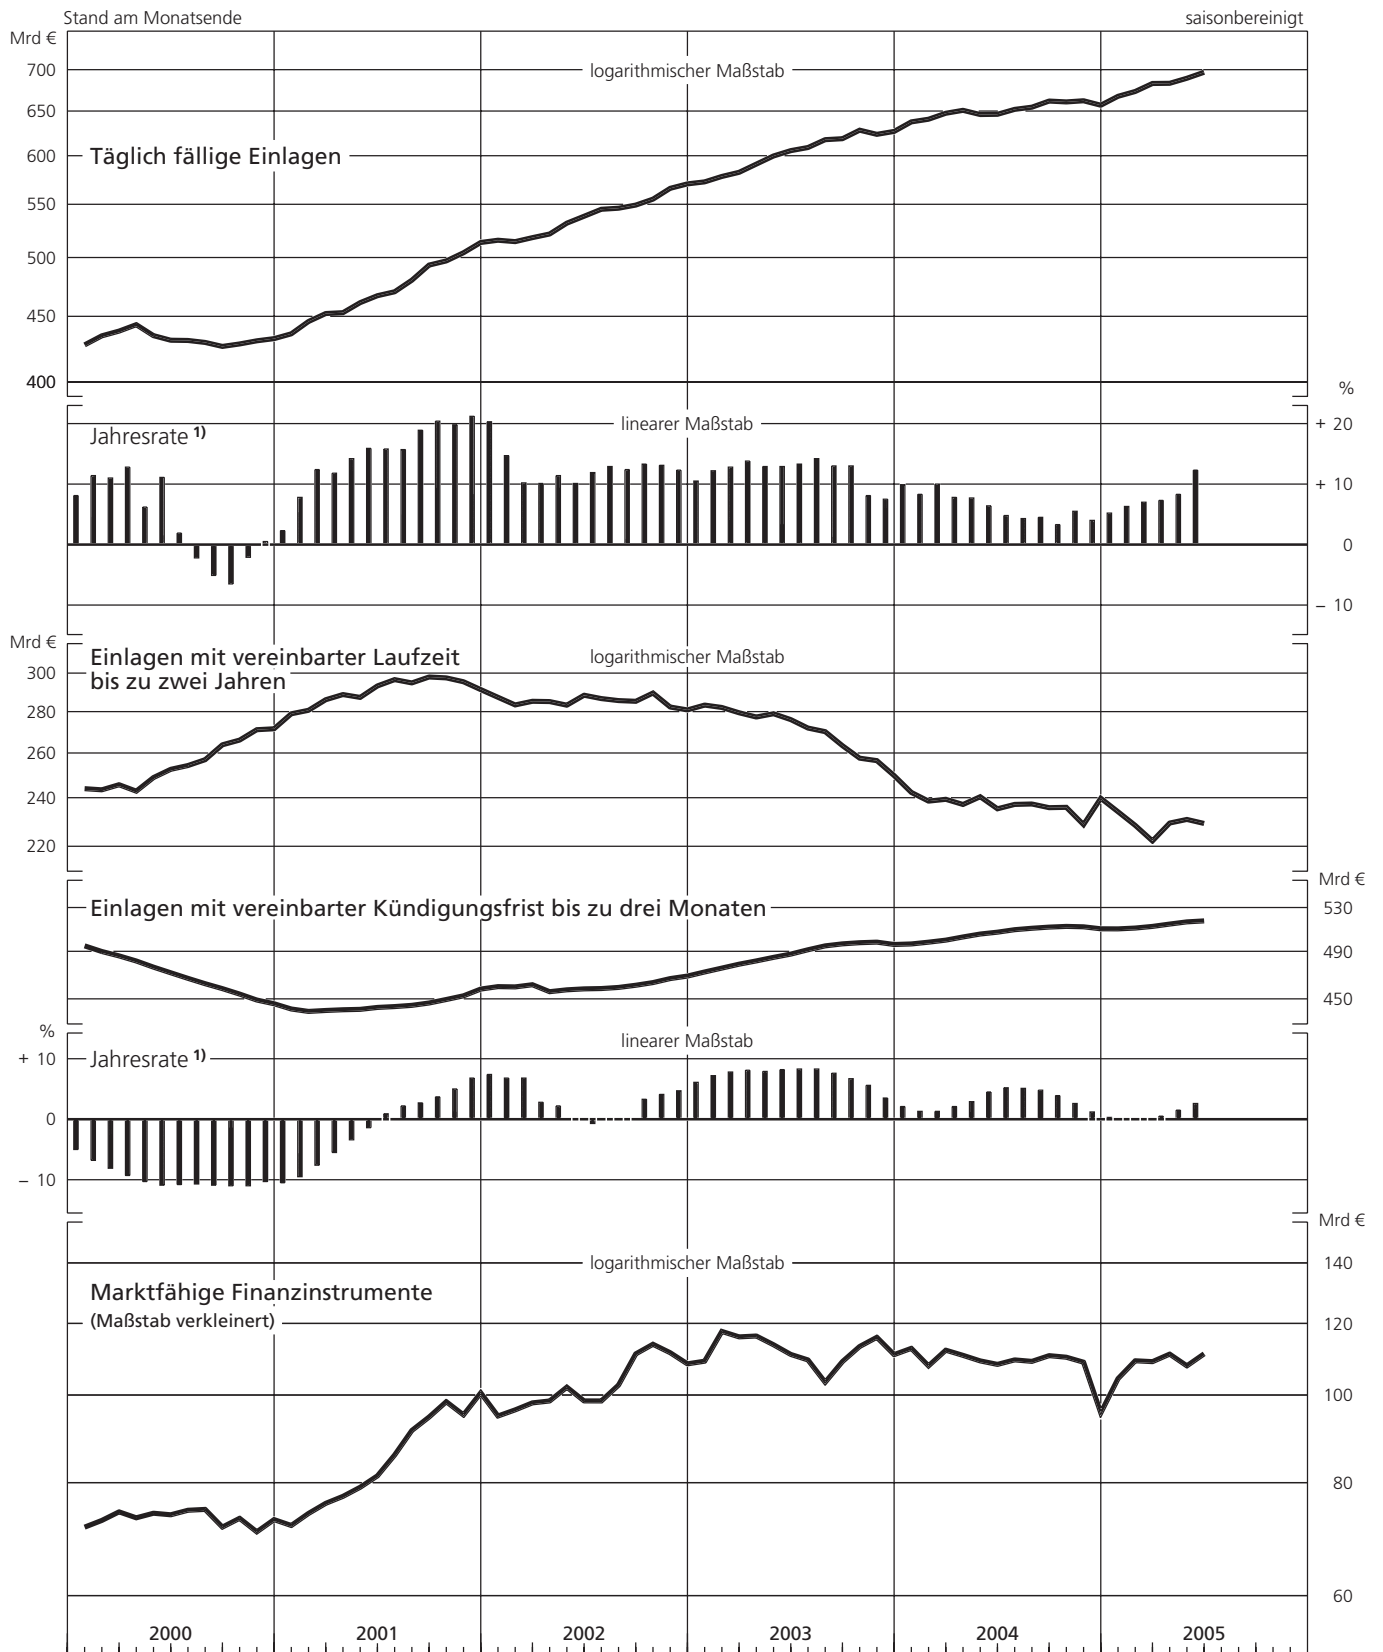 Stand am Monatsende saisonbereinigt
Mrd €
700 logarithmischer Maßstab
650
600 Täglich fällige Einlagen
550
500
450
400
%
Jahresrate 1) linearer Maßstab + 20
+ 10
0
– 10
Mrd €
Einlagen mit vereinbarter Laufzeit logarithmischer Maßstab
300
bis zu zwei Jahren
280
260
240
220
Mrd €
Einlagen mit vereinbarter Kündigungsfrist bis zu drei Monaten 530
490
450
%
linearer Maßstab
+ 10 Jahresrate 1)
0
– 10
Mrd €
logarithmischer Maßstab 140
Marktfähige Finanzinstrumente
(Maßstab verkleinert) 120
100
80
60
2000 2001 2002 2003 2004 2005